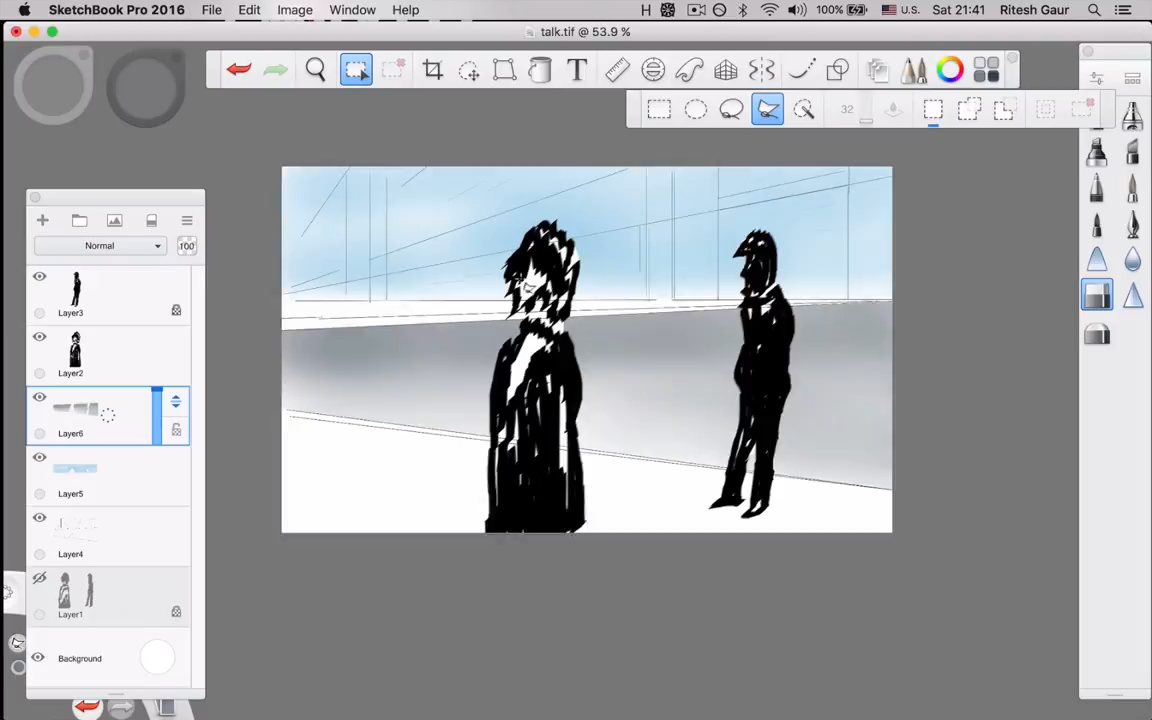 SketchBook Pro 2016 File Edit Image Window Help 100% U.S. Sat 21:41 Ritesh Gaur
talk.tif @ 53.9 %
32
Normal 100
Layer3
Layer2
Layer6
Layer5
Layer4
Layer1
Background